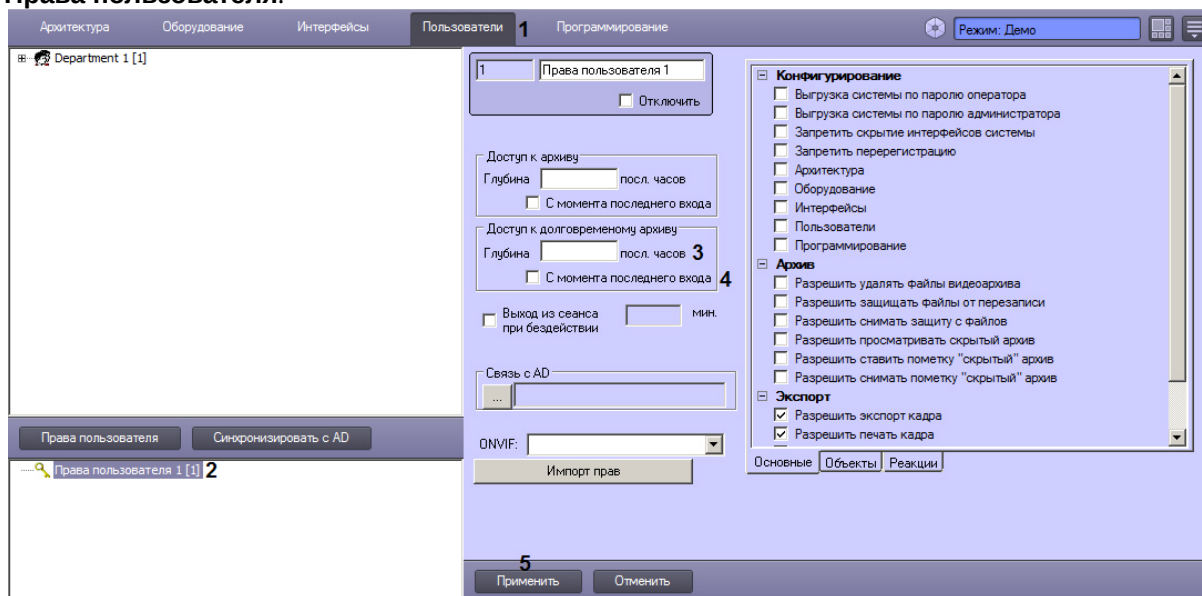 Права пользователя.
Архитектура Оборудование Интерфейсы Пользователи 1 Программирование Режим: Демо
Department 1 [1]
1 Права пользователя 1
Отключить
Доступ к архиву
Глубина посл. часов
С момента последнего входа
Доступ к долговременому архиву
Глубина посл. часов 3
С момента последнего входа 4
Выход из сеанса
при бездействии
мин.
Связь с AD
...
ONVIF:
Импорт прав
Конфигурирование
Выгрузка системы по паролю оператора
Выгрузка системы по паролю администратора
Запретить скрытие интерфейсов системы
Запретить перерегистрацию
Архитектура
Оборудование
Интерфейсы
Пользователи
Программирование
Архив
Разрешить удалять файлы видеоархива
Разрешить защищать файлы от перезаписи
Разрешить снимать защиту с файлов
Разрешить просматривать скрытый архив
Разрешить ставить пометку "скрытый" архив
Разрешить снимать пометку "скрытый" архив
Экспорт
Разрешить экспорт кадра
Разрешить печать кадра
Основные Объекты Реакции
Права пользователя Синхронизировать с AD
Права пользователя 1 [1] 2
5
Применить Отменить